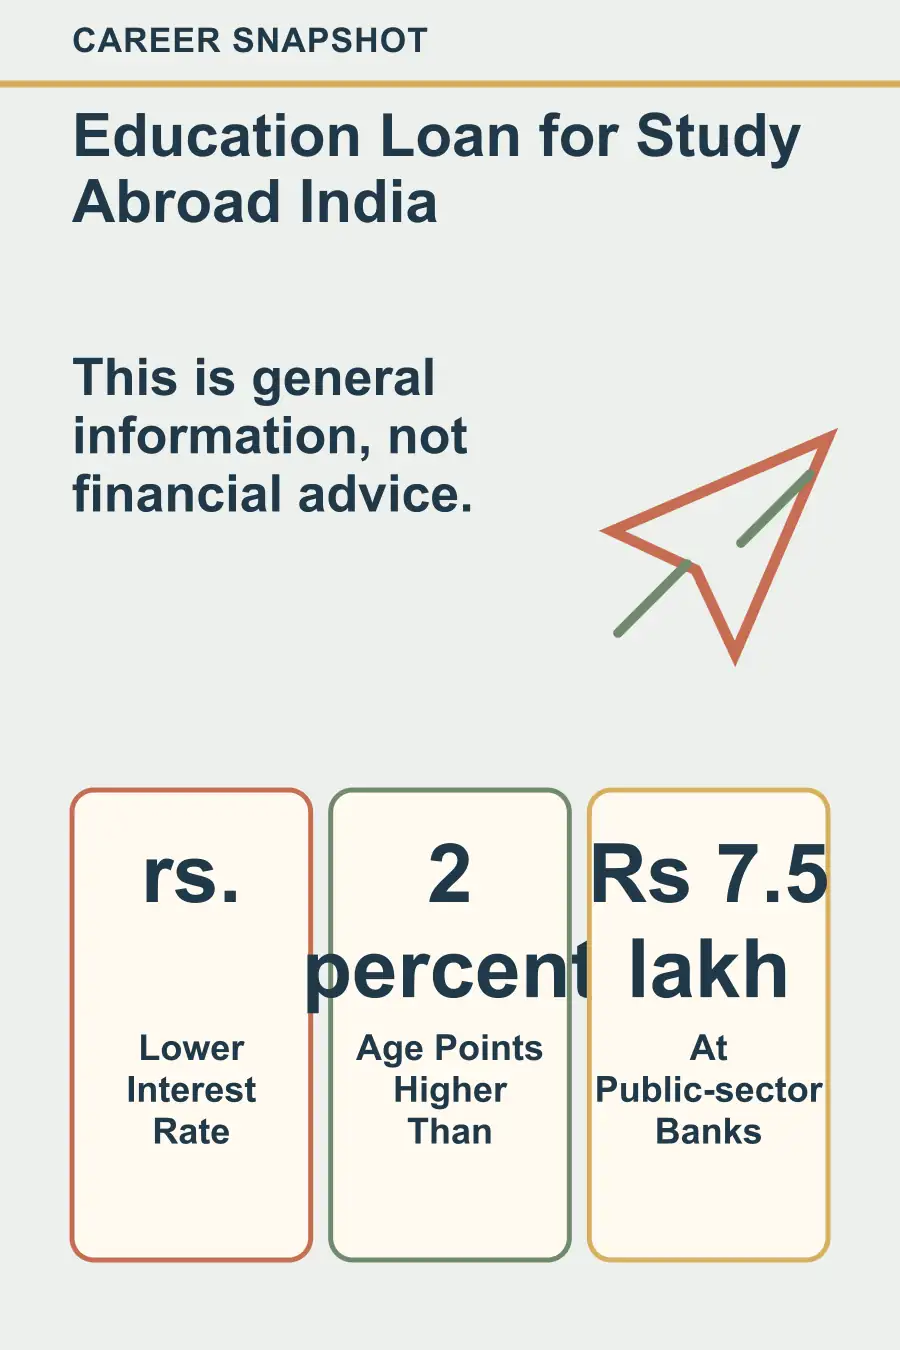 CAREER SNAPSHOT
Education Loan for Study
Abroad India
This is general
information, not
financial advice.
rs.
Lower
Interest
Rate
2
percent
Age Points
Higher
Than
Rs 7.5
lakh
At
Public-sector
Banks